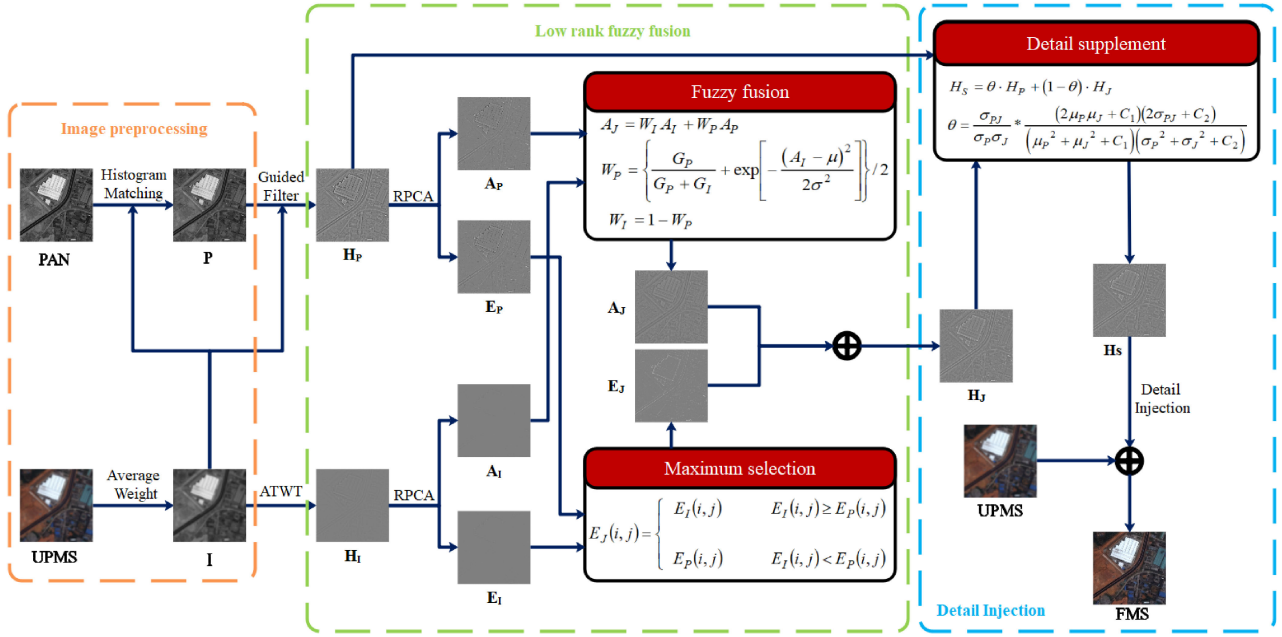 Image preprocessing
Histogram
Matching
Guided
Filter
PAN
P
Average
Weight
ATWT
UPMS
I
Low rank fuzzy fusion
H_P
RPCA
A_P
E_P
H_I
RPCA
A_I
E_I
Fuzzy fusion
A_J = W_I A_I + W_P A_P
W_P = { G_P / (G_P + G_I) + exp[ − (A_I − μ)^2 / 2σ^2 ] } / 2
W_I = 1 − W_P
A_J
E_J
Maximum selection
E_J(i, j) = { E_I(i, j) E_I(i, j) ≥ E_P(i, j)
E_P(i, j) E_I(i, j) < E_P(i, j)
Detail supplement
H_S = θ · H_P + (1 − θ) · H_J
θ = σ_PJ / (σ_P σ_J) * (2μ_P μ_J + C_1)(2σ_PJ + C_2) / (μ_P^2 + μ_J^2 + C_1)(σ_P^2 + σ_J^2 + C_2)
H_J
Hs
Detail
Injection
UPMS
FMS
Detail Injection